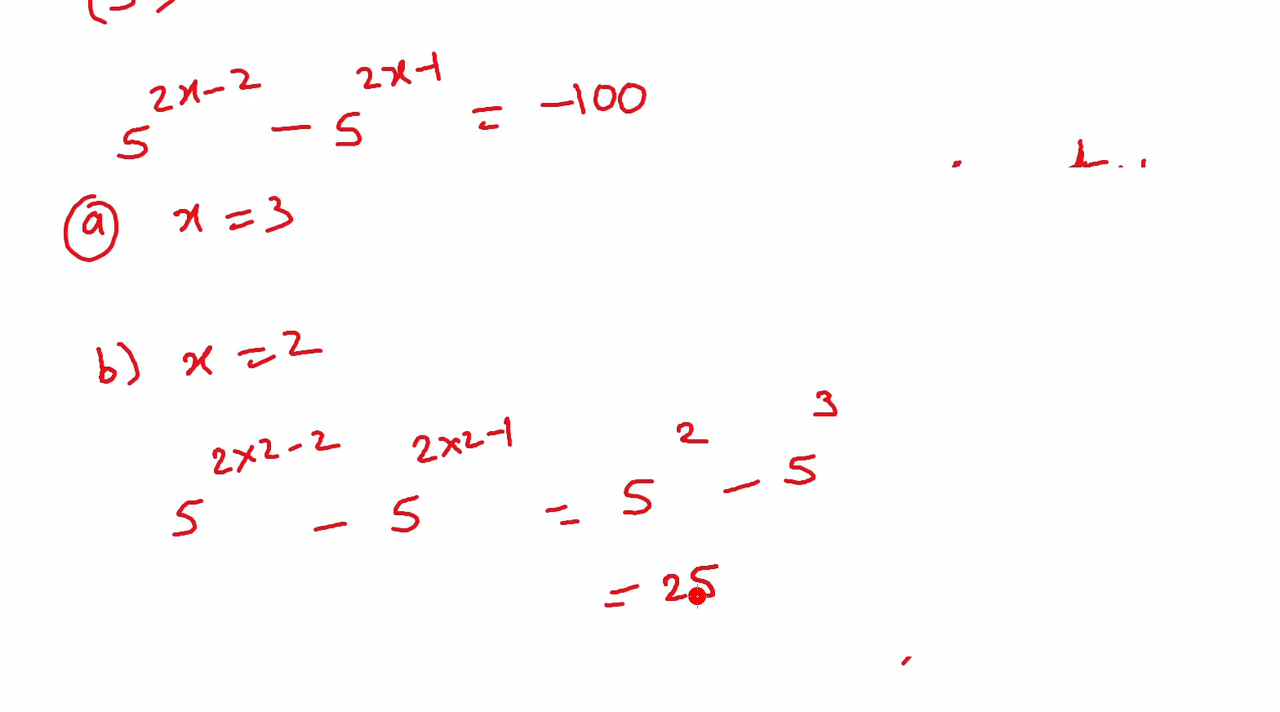 5^{2x-2} - 5^{2x-1} = -100
ⓐ x = 3
b) x = 2
5^{2×2-2} - 5^{2×2-1} = 5^2 - 5^3
= 25